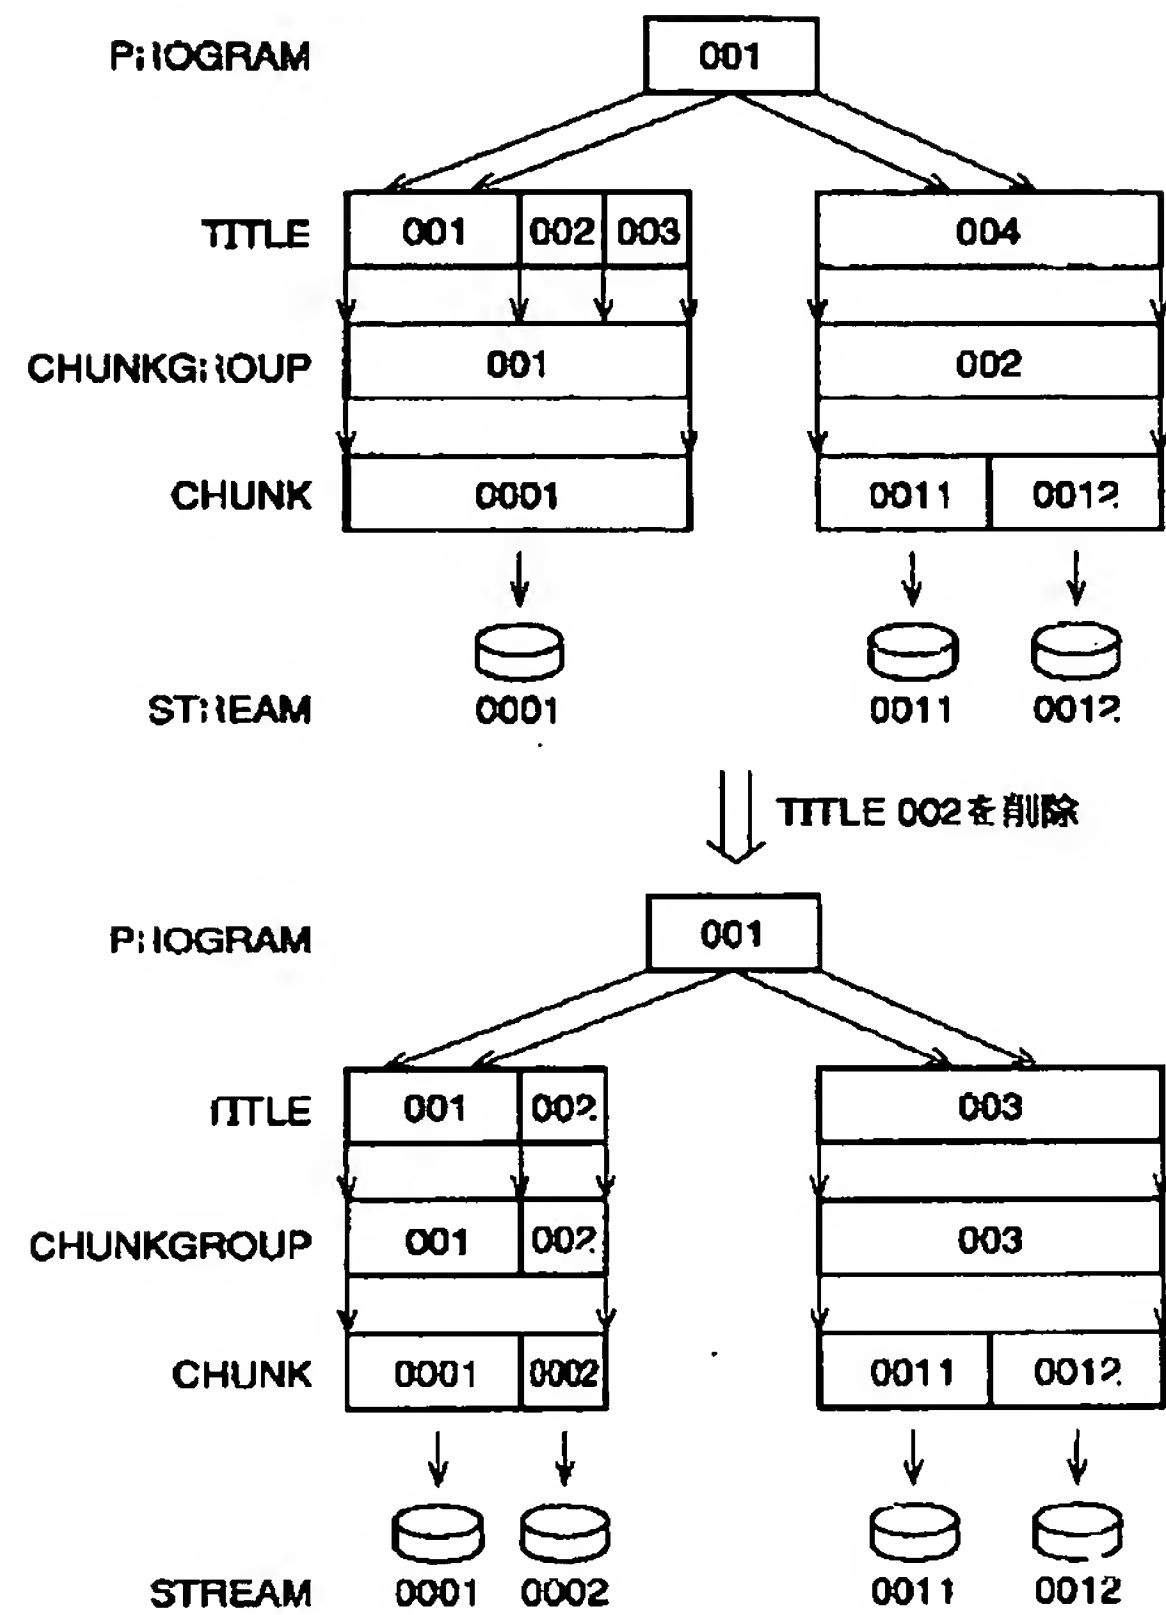 PROGRAM 001
TITLE 001 002 003 004
CHUNKGROUP 001 002
CHUNK 0001 0011 0012
STREAM 0001 0011 0012
TITLE 002を削除
PROGRAM 001
TITLE 001 002 003
CHUNKGROUP 001 002 003
CHUNK 0001 0002 0011 0012
STREAM 0001 0002 0011 0012